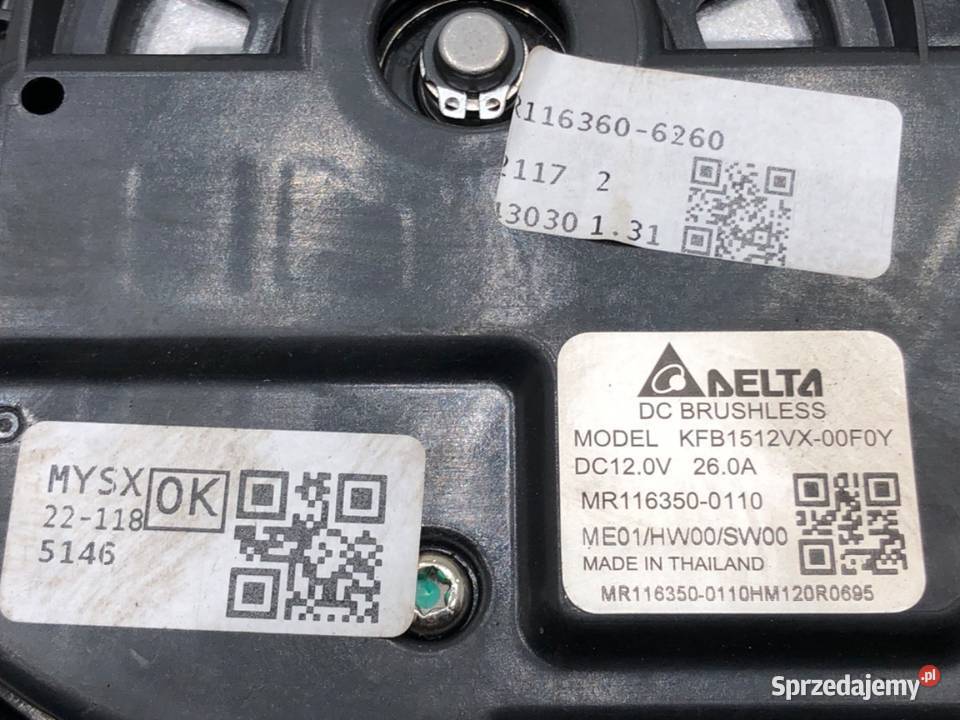 R116360-6260
2117 2
13030 1.31
DELTA
DC BRUSHLESS
MODEL KFB1512VX-00F0Y
DC12.0V 26.0A
MR116350-0110
ME01/HW00/SW00
MADE IN THAILAND
MR116350-0110HM120R0695
MYSX OK
22-118
5146
Sprzedajemy.pl